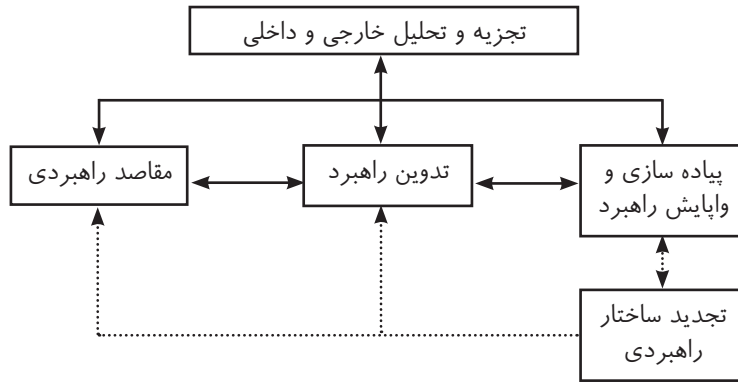 تجزیه و تحلیل خارجی و داخلی
پیاده سازی و
واپایش راهبرد
تدوین راهبرد
مقاصد راهبردی
تجدید ساختار
راهبردی